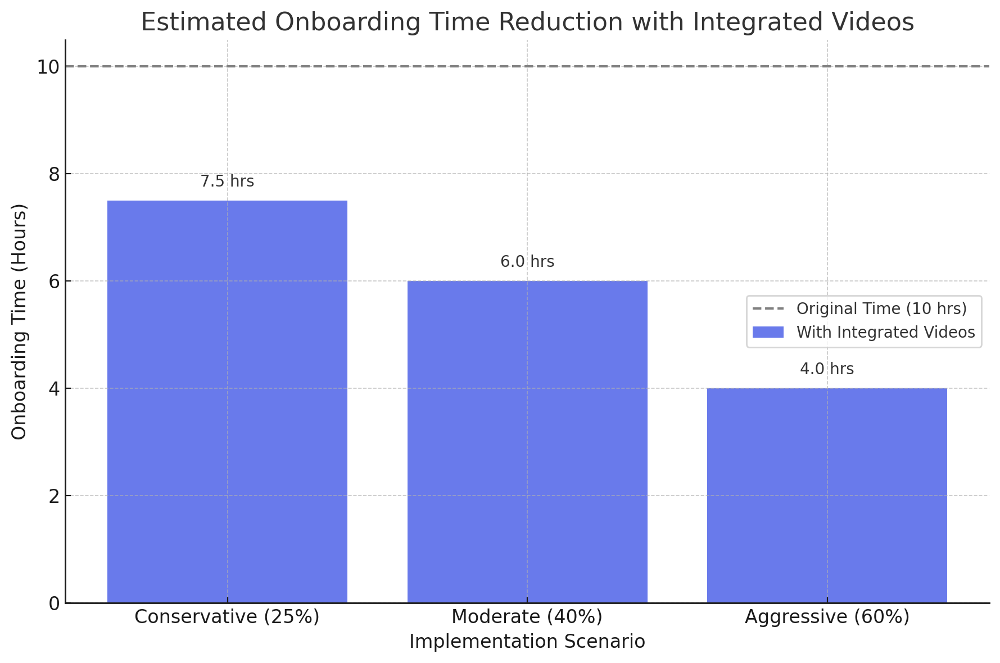 Estimated Onboarding Time Reduction with Integrated Videos
Onboarding Time (Hours)
10
8
6
4
2
0
7.5 hrs
6.0 hrs
4.0 hrs
Original Time (10 hrs)
With Integrated Videos
Conservative (25%)
Moderate (40%)
Aggressive (60%)
Implementation Scenario